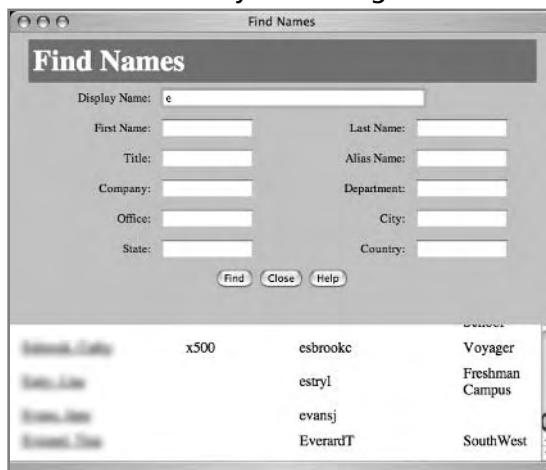 Find Names
Find Names
Display Name: e
First Name: Last Name:
Title: Alias Name:
Company: Department:
Office: City:
State: Country:
Find Close Help
x500 esbrookc Voyager
estryl Freshman Campus
evansj
EverardT SouthWest